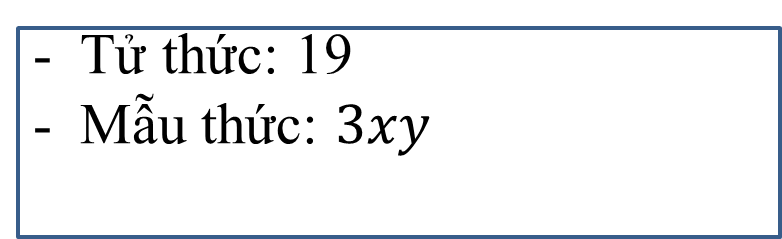 - Tử thức: 19
- Mẫu thức: 3xy